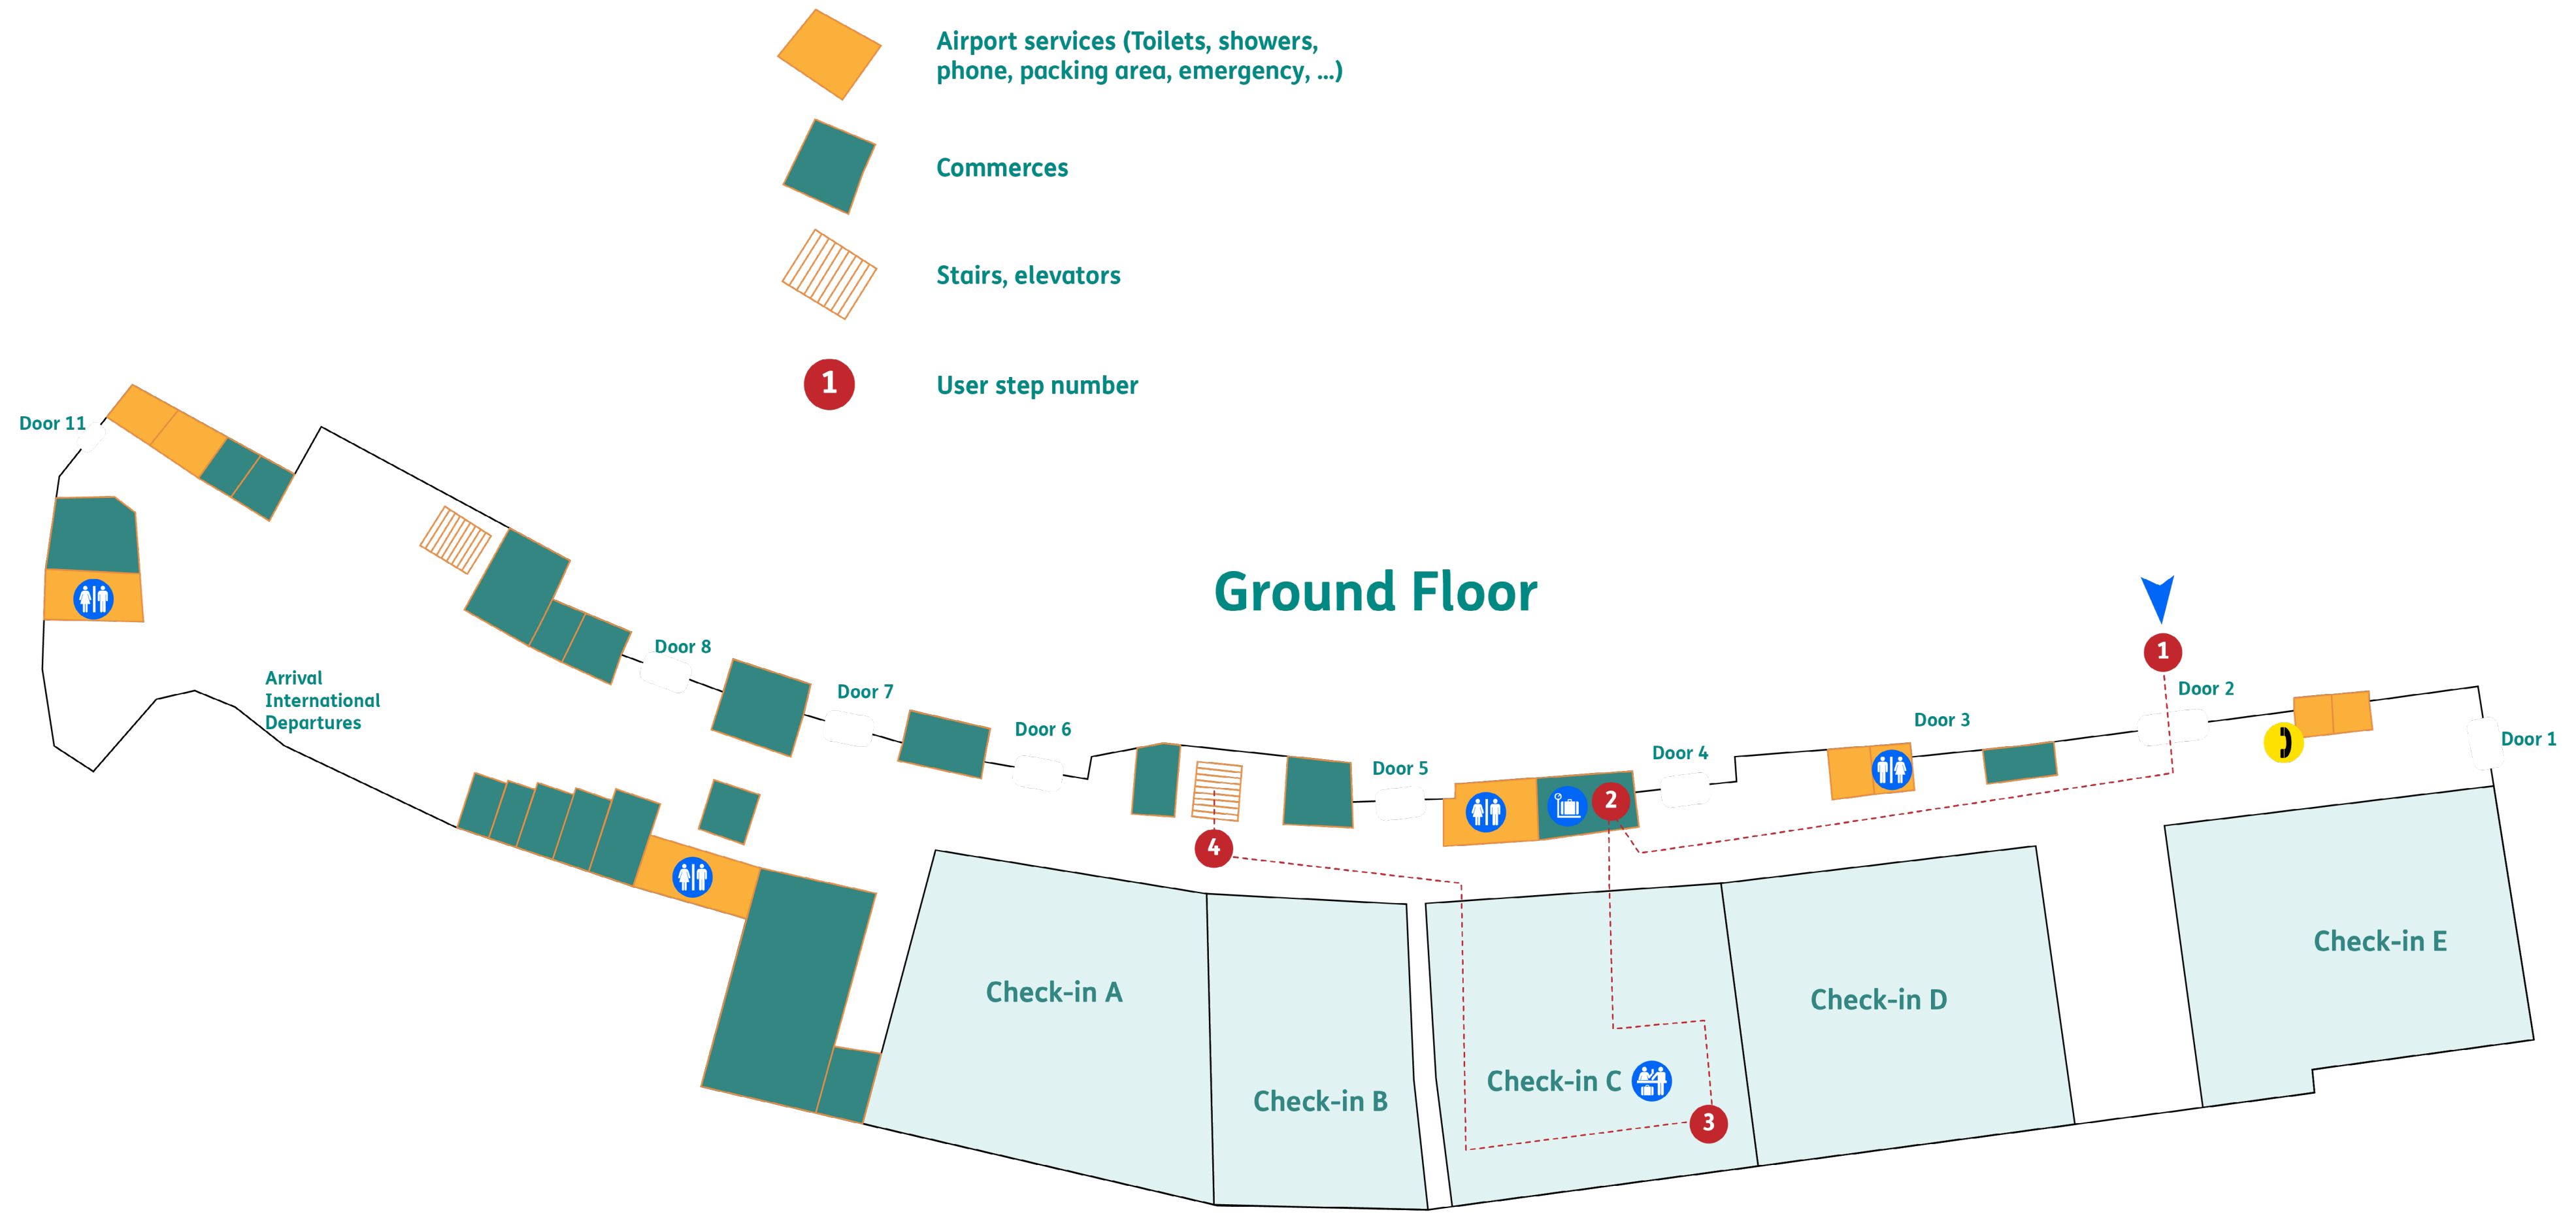 Airport services (Toilets, showers,
phone, packing area, emergency, ...)
Commerces
Stairs, elevators
1
User step number
Door 11
Ground Floor
Door 8
1
Arrival
International
Departures
Door 7
Door 2
Door 6
Door 3
Door 1
Door 4
Door 5
2
4
Check-in E
Check-in A
Check-in D
Check-in C
Check-in B
3